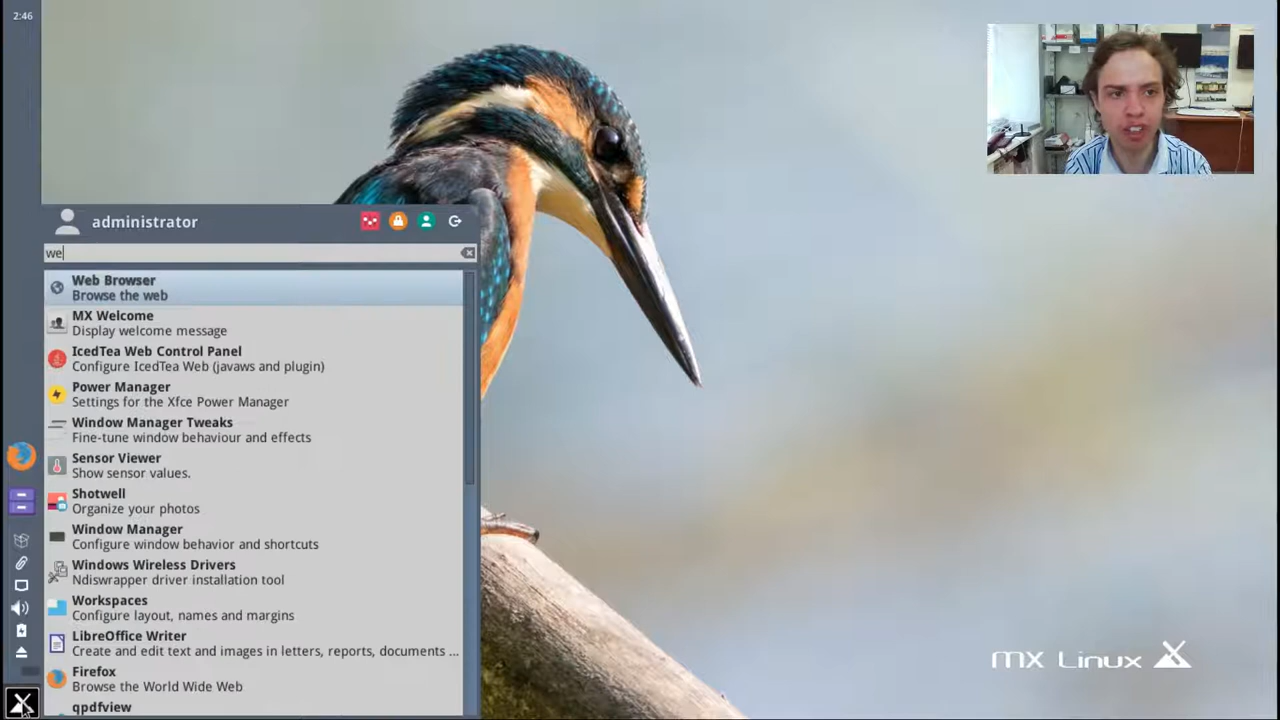 2:46
administrator
we
Web Browser
Browse the web
MX Welcome
Display welcome message
IcedTea Web Control Panel
Configure IcedTea Web (javaws and plugin)
Power Manager
Settings for the Xfce Power Manager
Window Manager Tweaks
Fine-tune window behaviour and effects
Sensor Viewer
Show sensor values.
Shotwell
Organize your photos
Window Manager
Configure window behavior and shortcuts
Windows Wireless Drivers
Ndiswrapper driver installation tool
Workspaces
Configure layout, names and margins
LibreOffice Writer
Create and edit text and images in letters, reports, documents ...
Firefox
Browse the World Wide Web
qpdfview
MX Linux